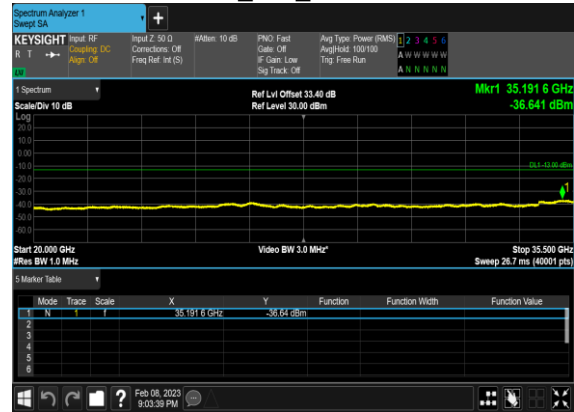 Spectrum Analyzer 1
Swept SA
+
KEYSIGHT Input: RF Input Z: 50 Ω #Atten: 10 dB PNO: Fast Avg Type: Power (RMS) 1 2 3 4 5 6
R T Coupling: DC Corrections: Off Gate: Off Avg|Hold: 100/100 A W W W W W
Align: Off Freq Ref: Int (S) IF Gain: Low Trig: Free Run
LXI Sig Track: Off A N N N N N
1 Spectrum Ref Lvl Offset 33.40 dB Mkr1 35.191 6 GHz
Scale/Div 10 dB Ref Level 30.00 dBm -36.641 dBm
Log
20.0
10.0
0.00
-10.0
DL1 -13.00 dBm
-20.0
-30.0
1
-40.0
-50.0
-60.0
Start 20.000 GHz Video BW 3.0 MHz* Stop 35.500 GHz
#Res BW 1.0 MHz Sweep 26.7 ms (40001 pts)
5 Marker Table
Mode Trace Scale X Y Function Function Width Function Value
1 N 1 f 35.191 6 GHz -36.64 dBm
2
3
4
5
6
? Feb 08, 2023
9:03:39 PM